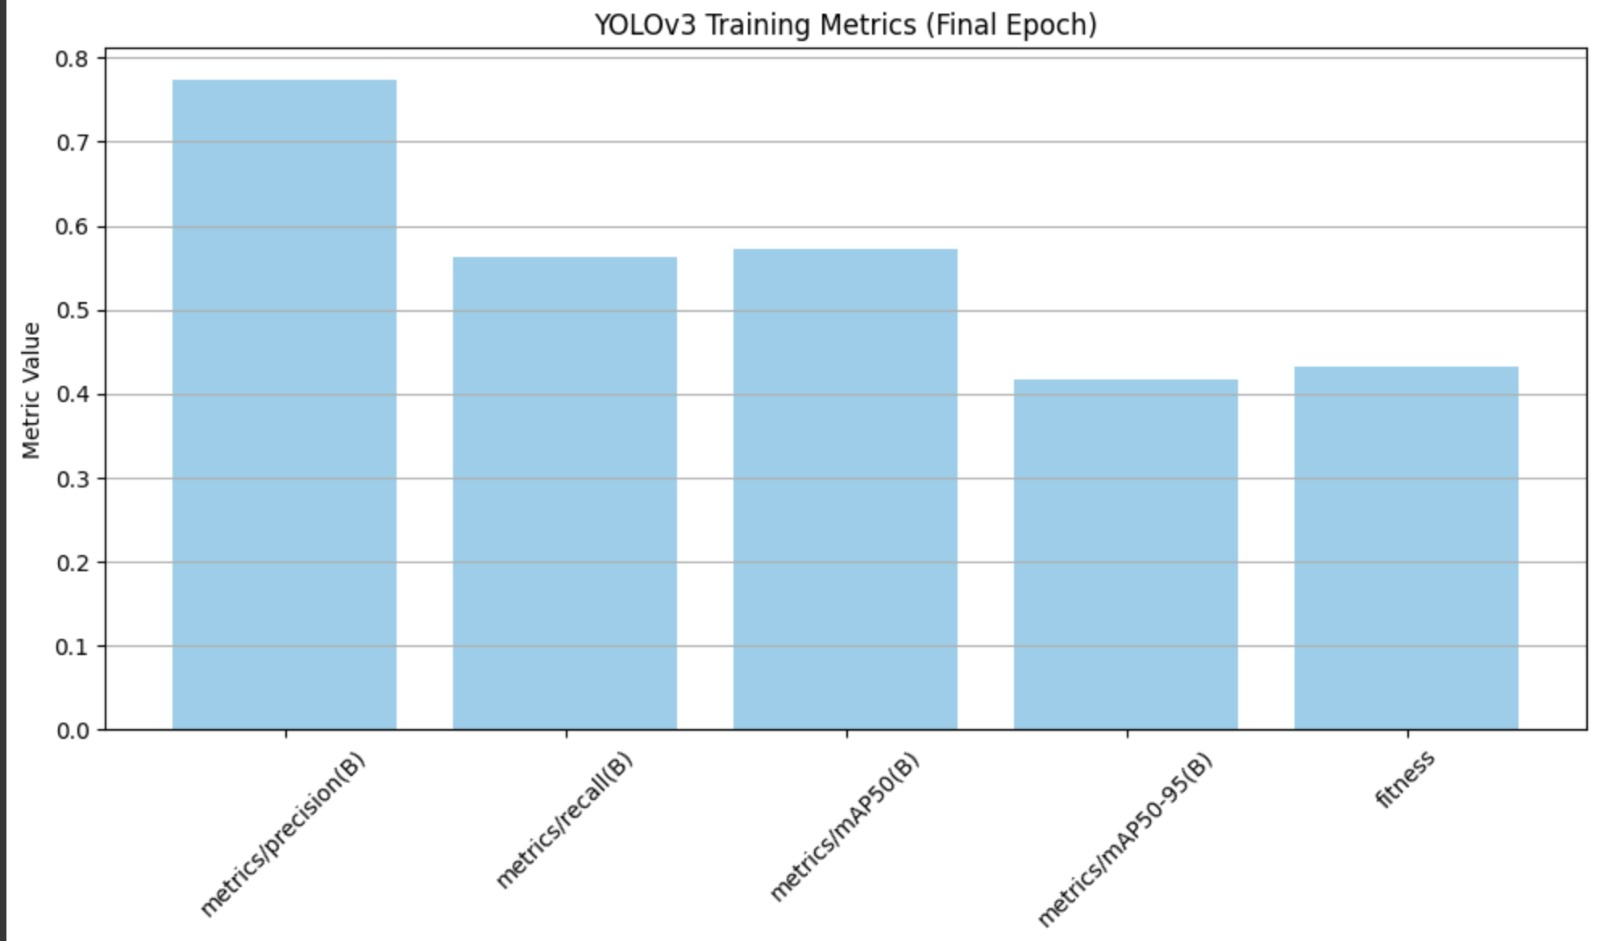 YOLOv3 Training Metrics (Final Epoch)
Metric Value
0.8
0.7
0.6
0.5
0.4
0.3
0.2
0.1
0.0
metrics/precision(B)
metrics/recall(B)
metrics/mAP50(B)
metrics/mAP50-95(B)
fitness